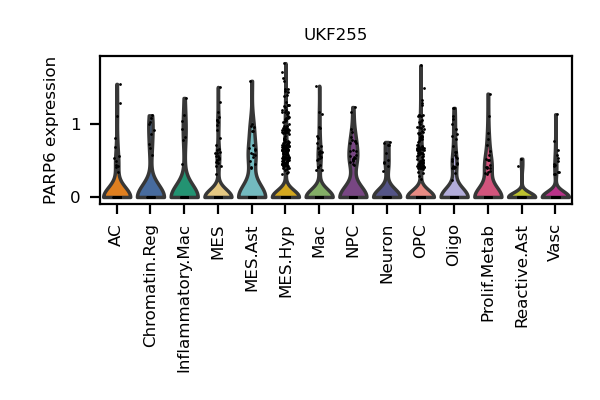 UKF255
PARP6 expression
1
0
AC
Chromatin.Reg
Inflammatory.Mac
MES
MES.Ast
MES.Hyp
Mac
NPC
Neuron
OPC
Oligo
Prolif.Metab
Reactive.Ast
Vasc